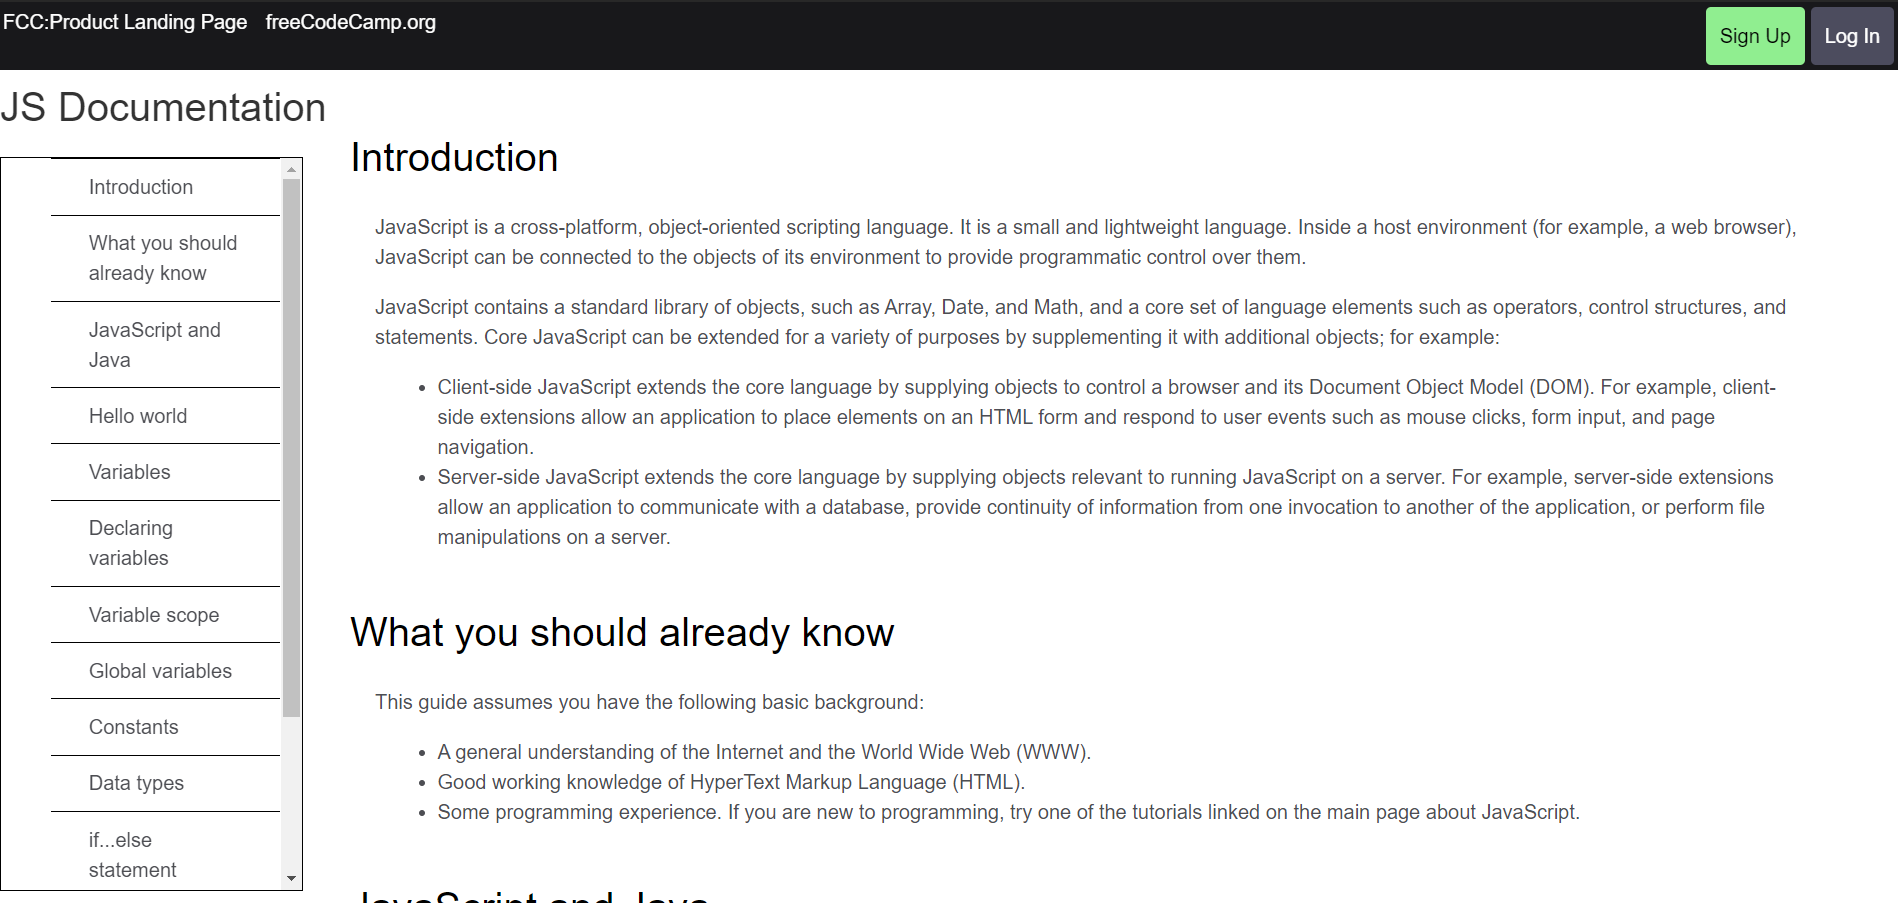 FCC:Product Landing Page freeCodeCamp.org
Sign Up
Log In
JS Documentation
Introduction
What you should
already know
JavaScript and
Java
Hello world
Variables
Declaring
variables
Variable scope
Global variables
Constants
Data types
if...else
statement
Introduction
JavaScript is a cross-platform, object-oriented scripting language. It is a small and lightweight language. Inside a host environment (for example, a web browser),
JavaScript can be connected to the objects of its environment to provide programmatic control over them.
JavaScript contains a standard library of objects, such as Array, Date, and Math, and a core set of language elements such as operators, control structures, and
statements. Core JavaScript can be extended for a variety of purposes by supplementing it with additional objects; for example:
• Client-side JavaScript extends the core language by supplying objects to control a browser and its Document Object Model (DOM). For example, client-
side extensions allow an application to place elements on an HTML form and respond to user events such as mouse clicks, form input, and page
navigation.
• Server-side JavaScript extends the core language by supplying objects relevant to running JavaScript on a server. For example, server-side extensions
allow an application to communicate with a database, provide continuity of information from one invocation to another of the application, or perform file
manipulations on a server.
What you should already know
This guide assumes you have the following basic background:
• A general understanding of the Internet and the World Wide Web (WWW).
• Good working knowledge of HyperText Markup Language (HTML).
• Some programming experience. If you are new to programming, try one of the tutorials linked on the main page about JavaScript.
JavaScript and Java